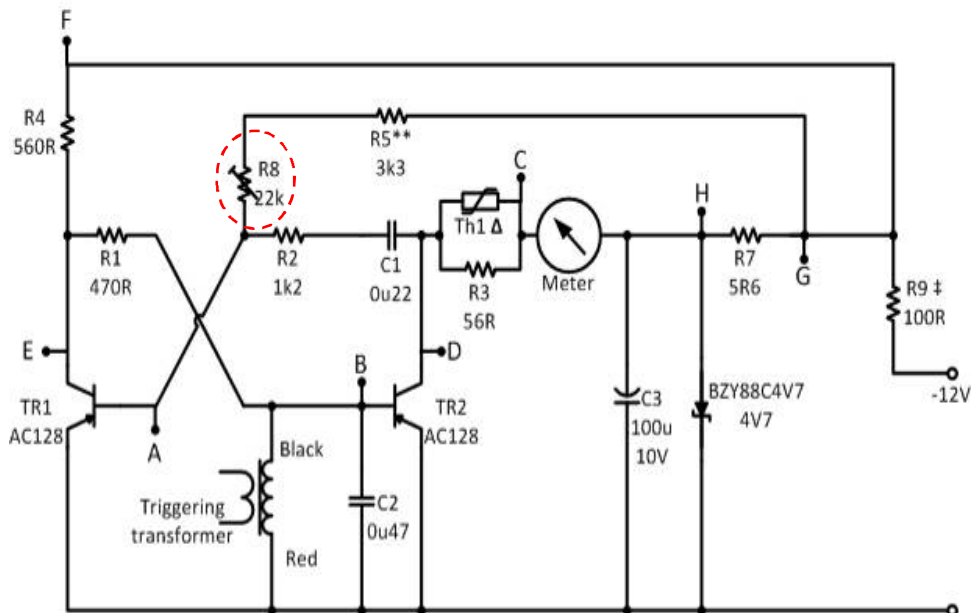 F
R4
560R
R5**
3k3
R8
22k
C
Th1 Δ
H
R1
470R
R2
1k2
C1
0u22
R3
56R
Meter
R7
5R6
G
R9 ‡
100R
E
B
D
-12V
TR1
AC128
A
TR2
AC128
C3
100u
10V
BZY88C4V7
4V7
Black
Triggering
transformer
C2
0u47
Red